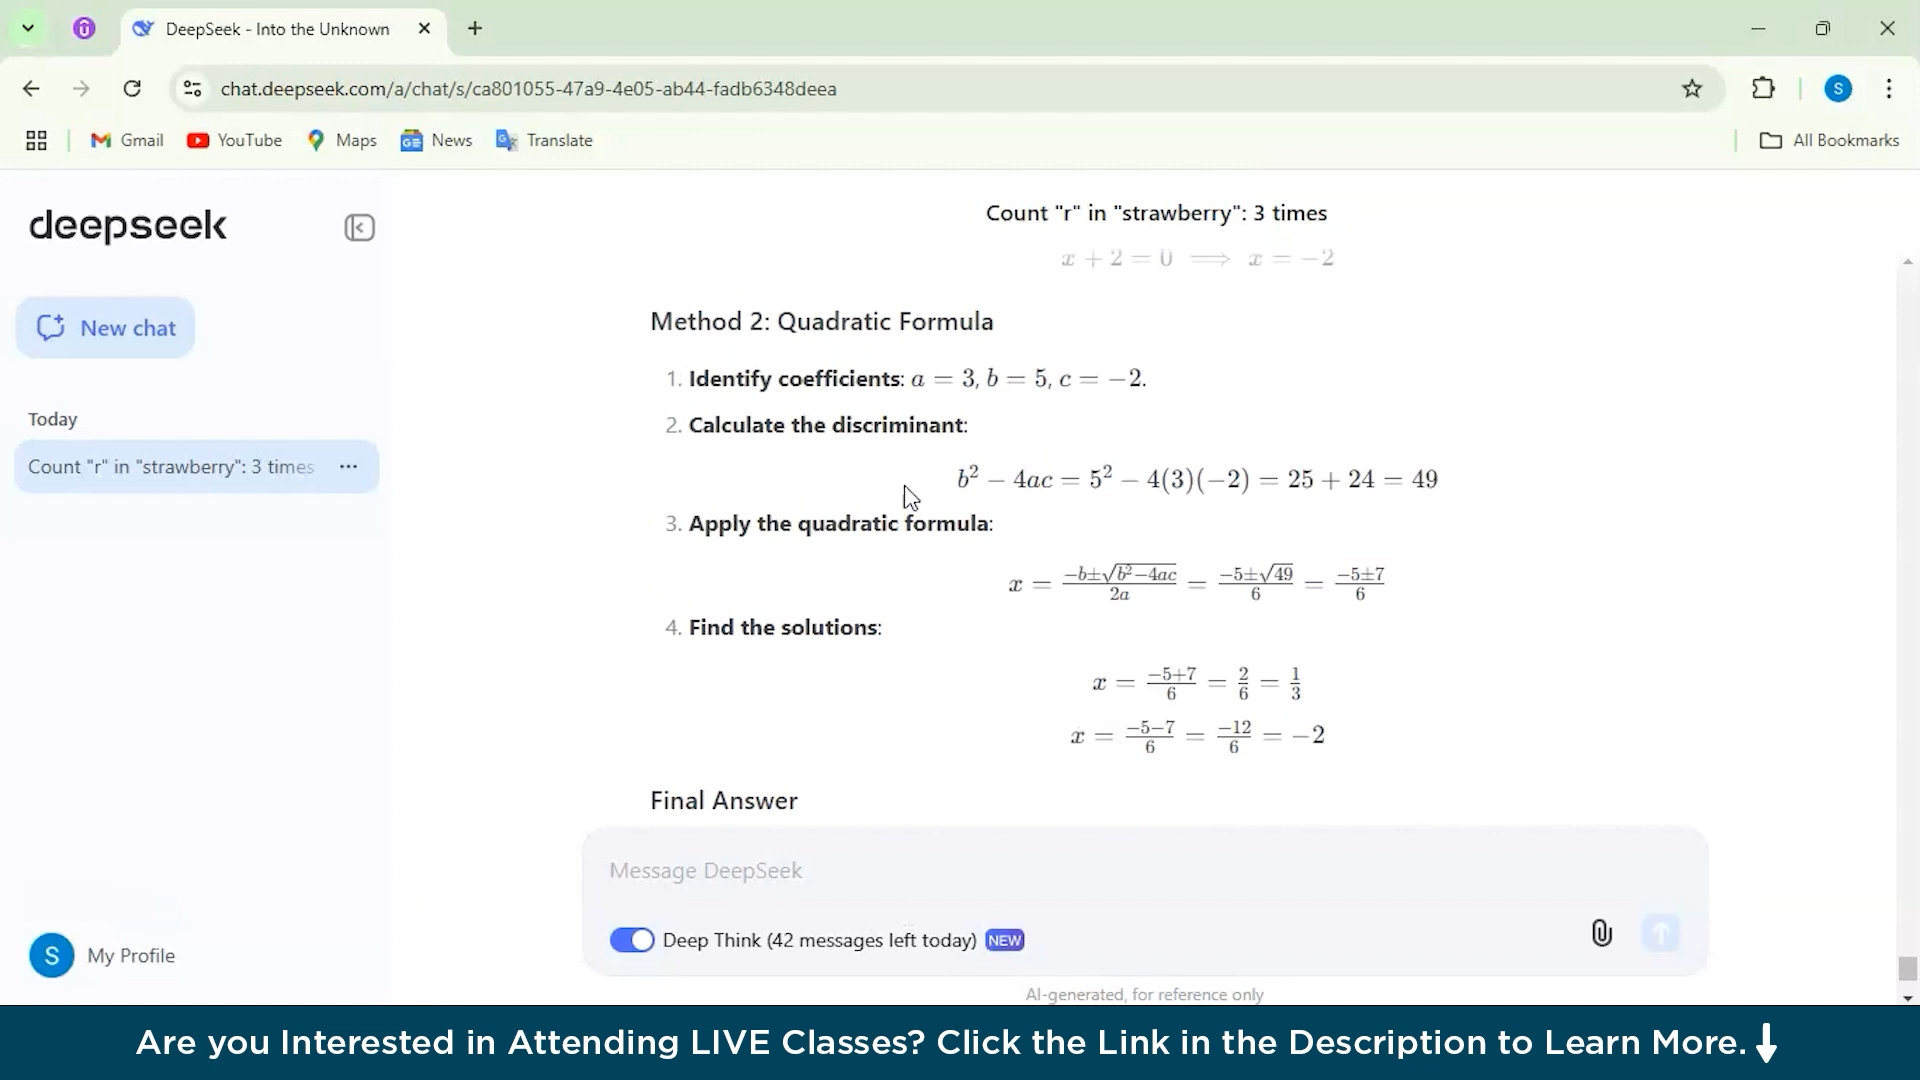 DeepSeek - Into the Unknown
chat.deepseek.com/a/chat/s/ca801055-47a9-4e05-ab44-fadb6348deea
S
Gmail YouTube Maps GE News Translate All Bookmarks
deepseek
New chat
Today
Count "r" in "strawberry": 3 times ...
S My Profile
Count "r" in "strawberry": 3 times
x + 2 = 0 ⟹ x = −2
Method 2: Quadratic Formula
1. Identify coefficients: a = 3, b = 5, c = −2.
2. Calculate the discriminant:
b² − 4ac = 5² − 4(3)(−2) = 25 + 24 = 49
3. Apply the quadratic formula:
x = (−b±√(b²−4ac))/(2a) = (−5±√49)/6 = (−5±7)/6
4. Find the solutions:
x = (−5+7)/6 = 2/6 = 1/3
x = (−5−7)/6 = −12/6 = −2
Final Answer
Message DeepSeek
Deep Think (42 messages left today) NEW
AI-generated, for reference only
Are you Interested in Attending LIVE Classes? Click the Link in the Description to Learn More.